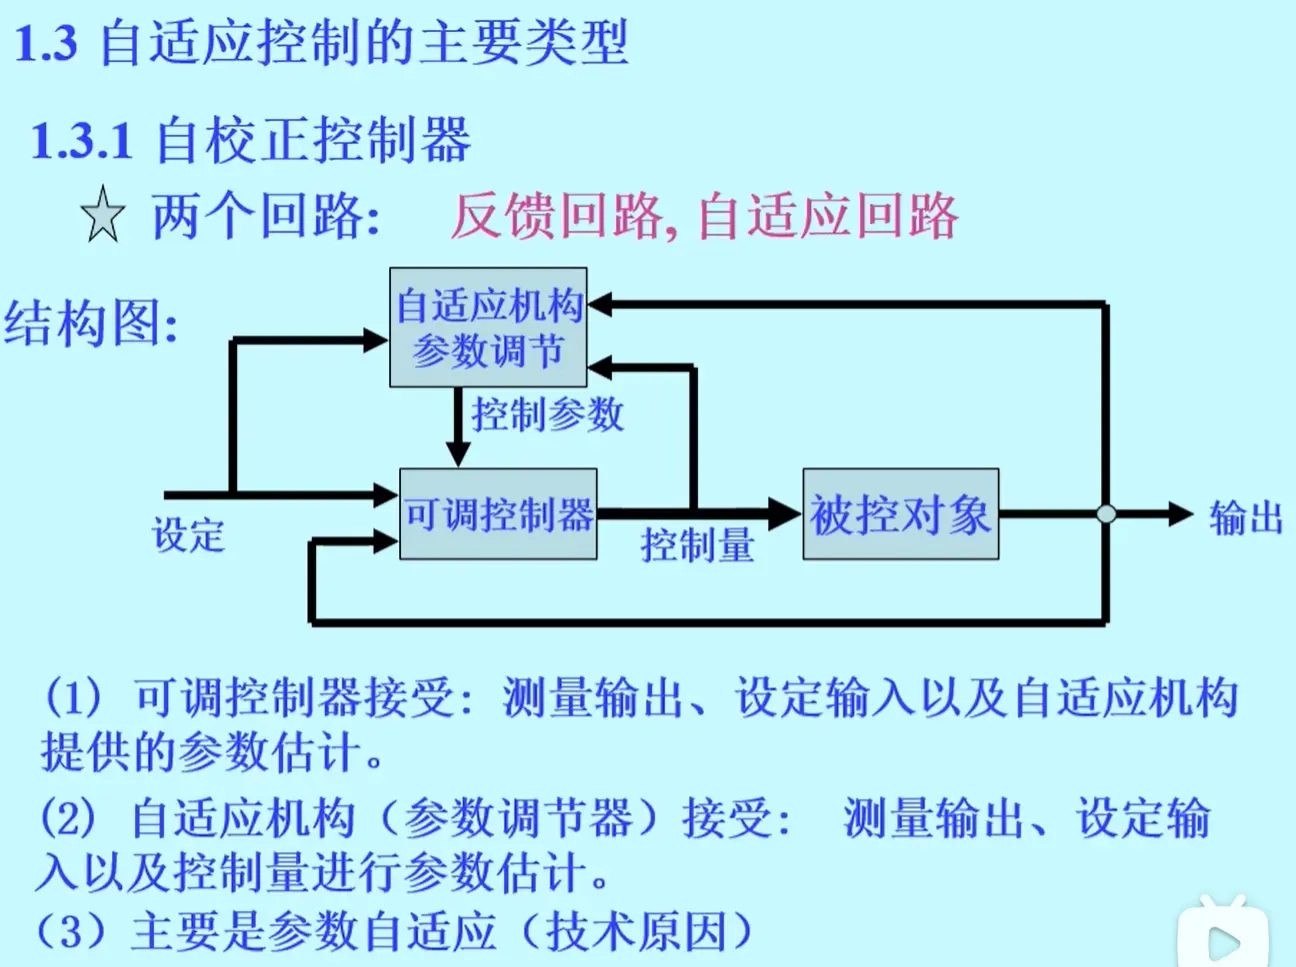 1.3 自适应控制的主要类型
1.3.1 自校正控制器
两个回路: 反馈回路, 自适应回路
结构图:
自适应机构
参数调节
控制参数
设定
可调控制器
控制量
被控对象
输出
(1) 可调控制器接受: 测量输出、设定输入以及自适应机构
提供的参数估计。
(2) 自适应机构（参数调节器）接受: 测量输出、设定输
入以及控制量进行参数估计。
（3）主要是参数自适应（技术原因）